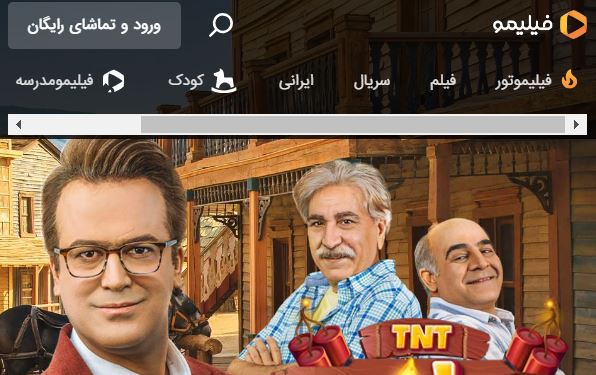 فیلیمو
ورود و تماشای رایگان
فیلیموتور
فیلم
سریال
ایرانی
کودک
فیلیمومدرسه
TNT